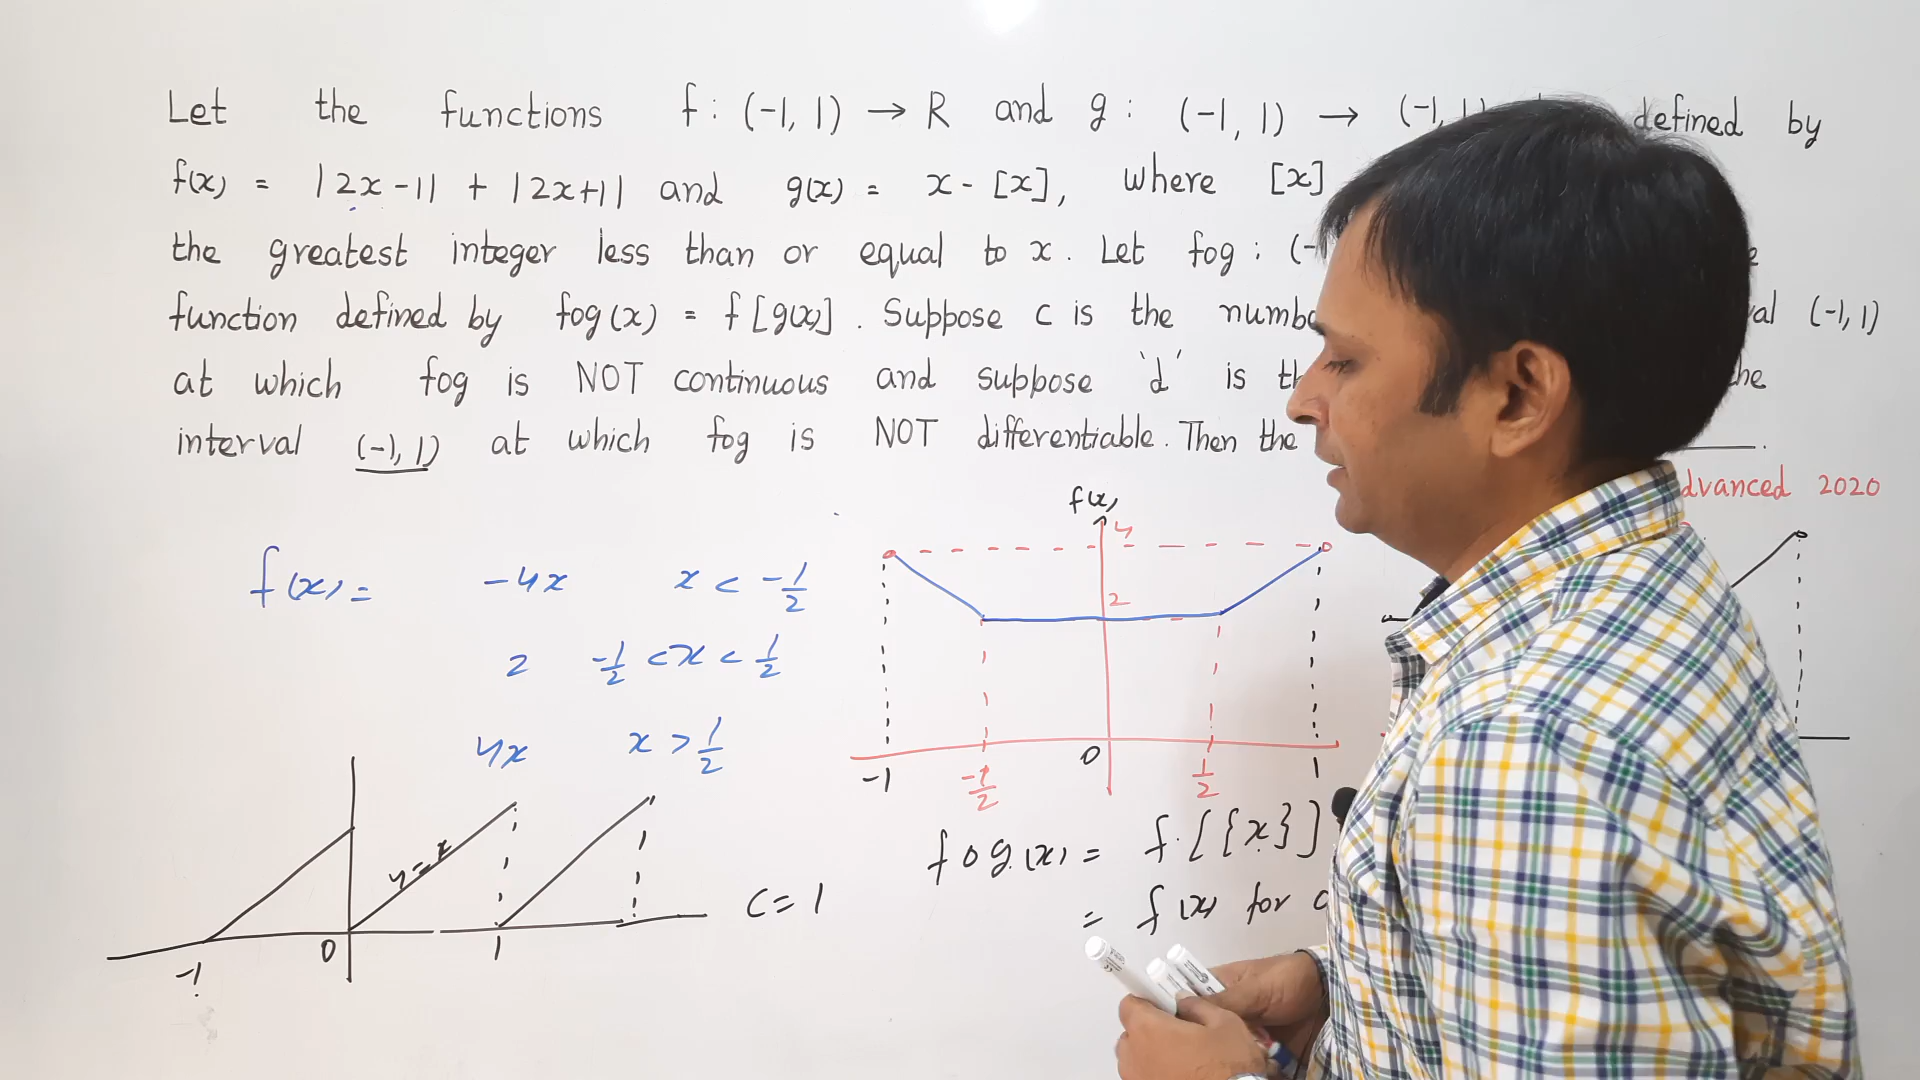 Let the functions f : (-1, 1) → R and g : (-1, 1) → (-1, 1) defined by
f(x) = |2x-1| + |2x+1| and g(x) = x - [x], where [x]
the greatest integer less than or equal to x. Let fog : (-
function defined by fog(x) = f[g(x)]. Suppose c is the (-1, 1)
at which fog is NOT continuous and suppose 'd' is
interval (-1, 1) at which fog is NOT differentiable. Then the ______.
dvanced 2020
f(x)
4
f(x) = -4x x < -1/2
2
2 -1/2 < x < 1/2
4x x > 1/2
-1 -1/2 0 1/2 1
y = x
fog(x) = f[{x}]
c = 1
= f(x) for
0 1
-1